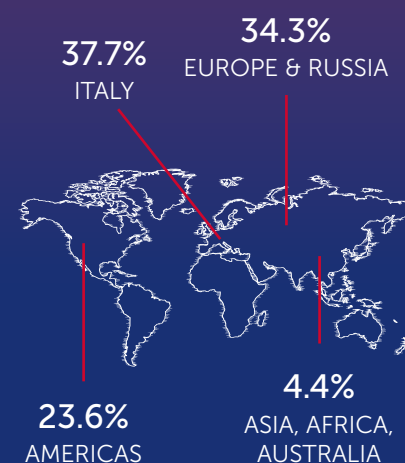 37.7%
ITALY
34.3%
EUROPE & RUSSIA
23.6%
AMERICAS
4.4%
ASIA, AFRICA,
AUSTRALIA